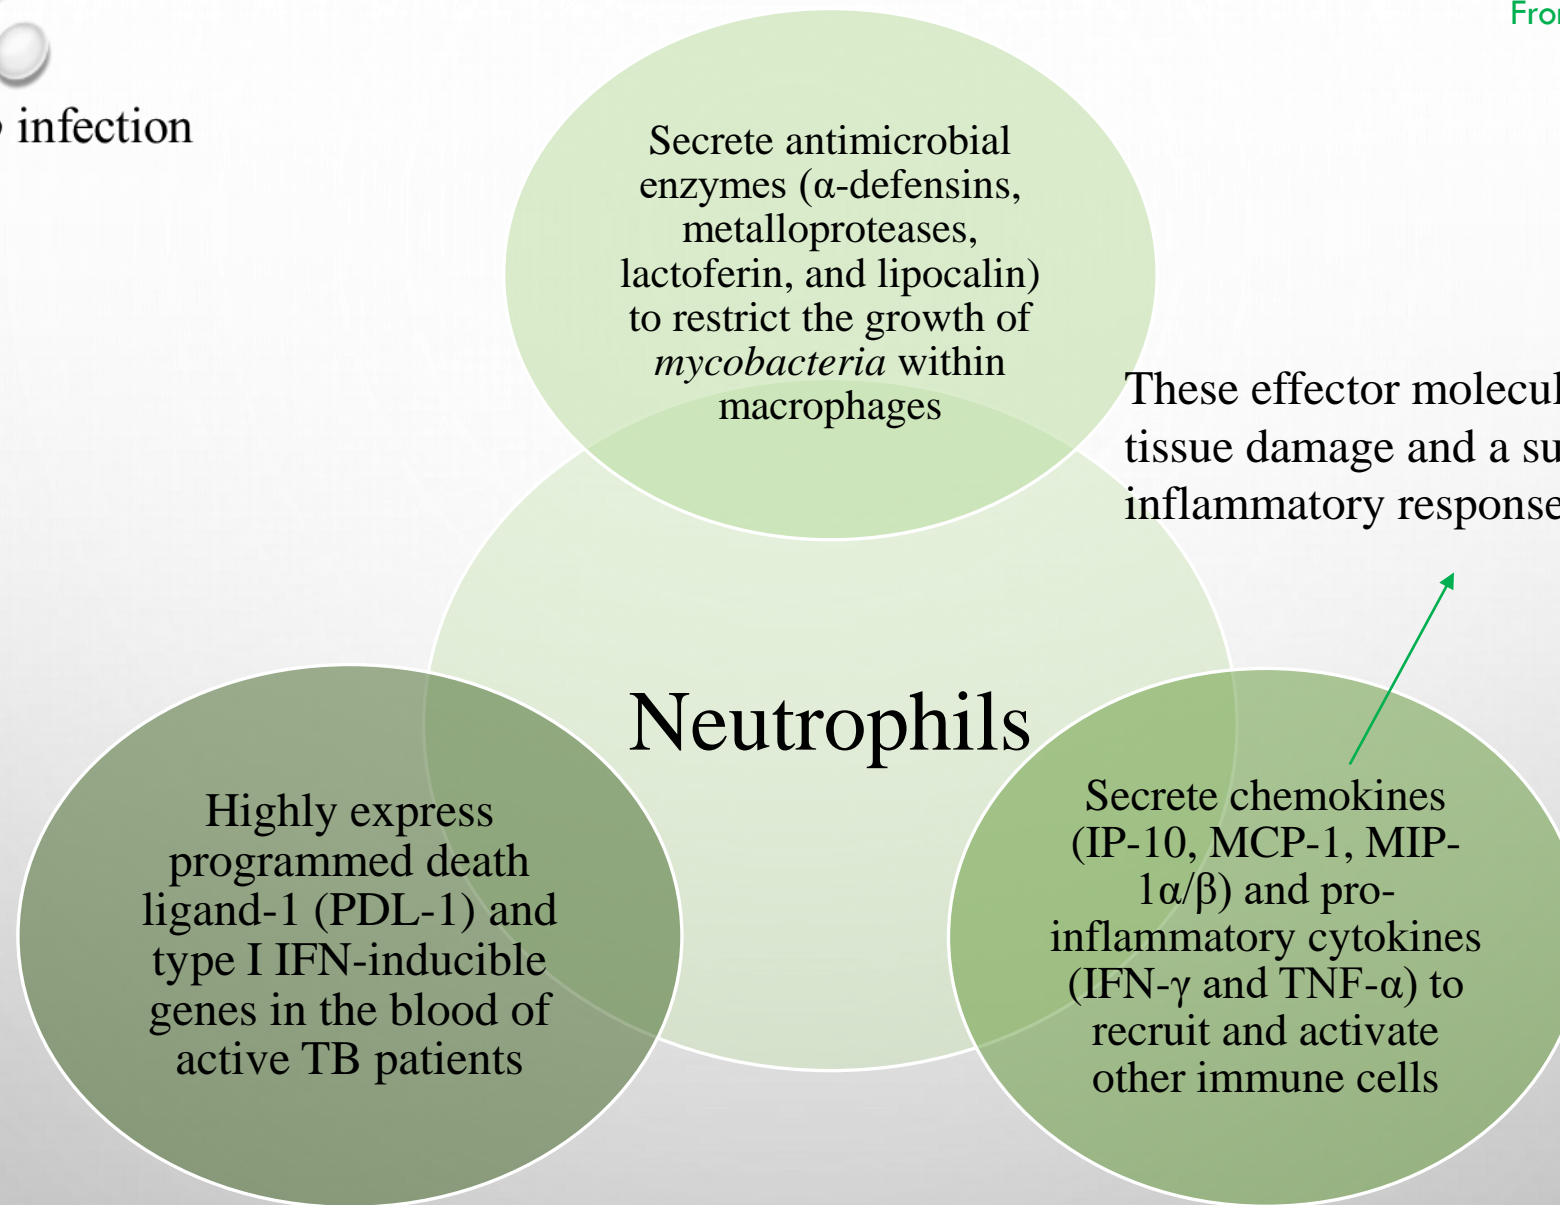 infection
Secrete antimicrobial
enzymes (α-defensins,
metalloproteases,
lactoferin, and lipocalin)
to restrict the growth of
mycobacteria within
macrophages
These effector
tissue damage and a
inflammatory response
Neutrophils
Highly express
programmed death
ligand-1 (PDL-1) and
type I IFN-inducible
genes in the blood of
active TB patients
Secrete chemokines
(IP-10, MCP-1, MIP-
1α/β) and pro-
inflammatory cytokines
(IFN-γ and TNF-α) to
recruit and activate
other immune cells